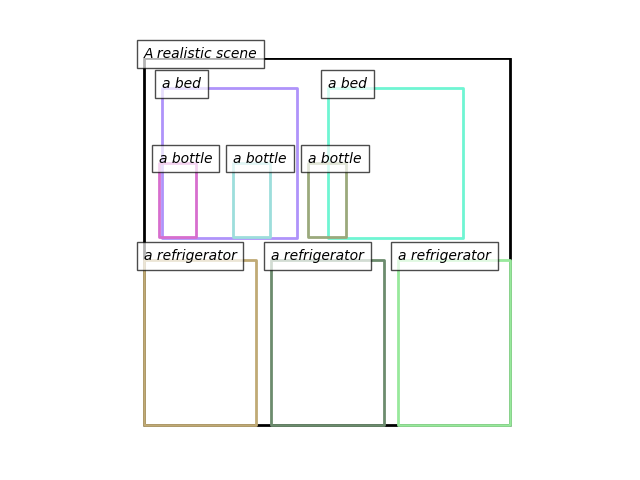 A realistic scene
a bed
a bed
a bottle
a bottle
a bottle
a refrigerator
a refrigerator
a refrigerator